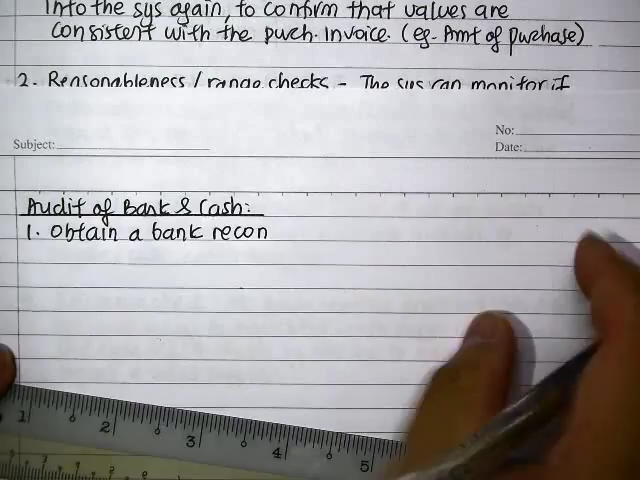 Into the sys again, to confirm that values are
consistent with the purch. Invoice. (eg. Amt of purchase)
2. Reasonableness / range checks - The sys can monitor if
No:
Subject:
Date:
Audit of Bank & Cash:
1. Obtain a bank recon
1 2 3 4 5